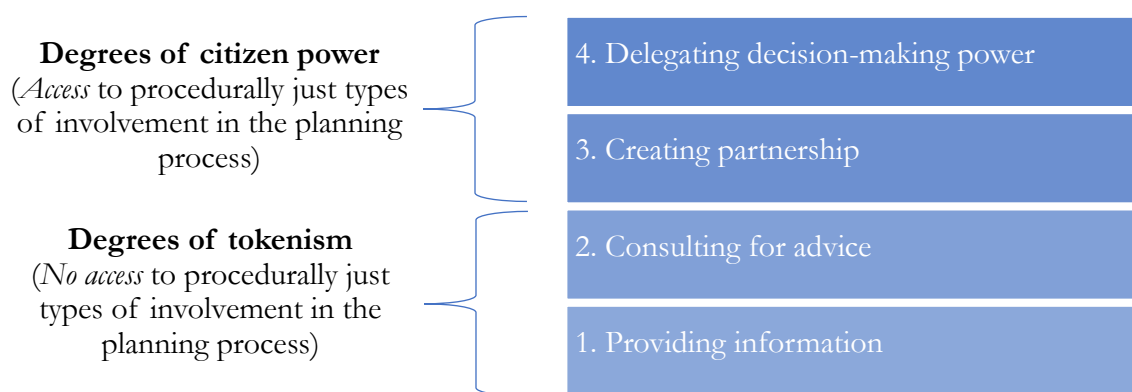 Degrees of citizen power
(Access to procedurally just types
of involvement in the planning
process)
4. Delegating decision-making power
3. Creating partnership
Degrees of tokenism
(No access to procedurally just
types of involvement in the
planning process)
2. Consulting for advice
1. Providing information